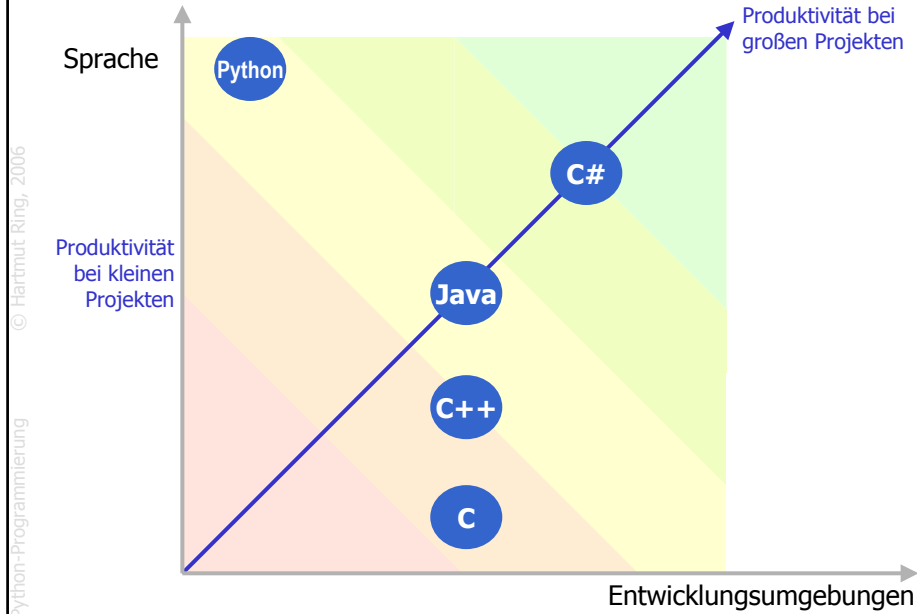 Produktivität bei
großen Projekten
Sprache
Python
C#
Produktivität
bei kleinen
Projekten
Java
C++
C
Entwicklungsumgebungen
© Hartmut Ring, 2006
Python-Programmierung